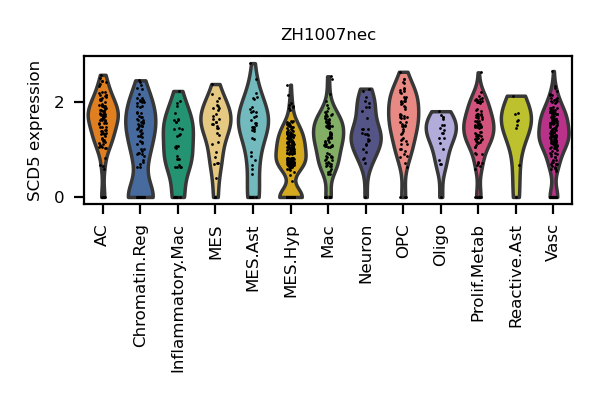 ZH1007nec
SCD5 expression
2
0
AC
Chromatin.Reg
Inflammatory.Mac
MES
MES.Ast
MES.Hyp
Mac
Neuron
OPC
Oligo
Prolif.Metab
Reactive.Ast
Vasc